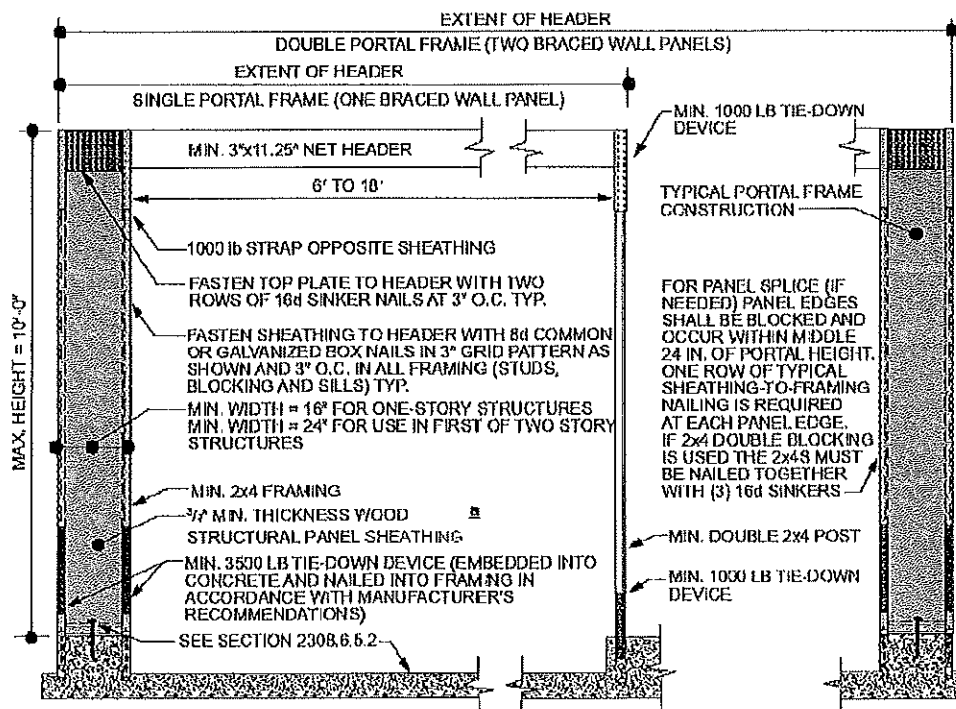 EXTENT OF HEADER
DOUBLE PORTAL FRAME (TWO BRACED WALL PANELS)
EXTENT OF HEADER
SINGLE PORTAL FRAME (ONE BRACED WALL PANEL)
MIN. 1000 LB TIE-DOWN
DEVICE
MIN. 3"x11.25" NET HEADER
6' TO 18'
TYPICAL PORTAL FRAME
CONSTRUCTION
1000 lb STRAP OPPOSITE SHEATHING
FASTEN TOP PLATE TO HEADER WITH TWO
ROWS OF 16d SINKER NAILS AT 3" O.C. TYP.
FASTEN SHEATHING TO HEADER WITH 8d COMMON
OR GALVANIZED BOX NAILS IN 3" GRID PATTERN AS
SHOWN AND 3" O.C. IN ALL FRAMING (STUDS,
BLOCKING AND SILLS) TYP.
FOR PANEL SPLICE (IF
NEEDED) PANEL EDGES
SHALL BE BLOCKED AND
OCCUR WITHIN MIDDLE
24 IN. OF PORTAL HEIGHT.
ONE ROW OF TYPICAL
SHEATHING-TO-FRAMING
NAILING IS REQUIRED
AT EACH PANEL EDGE.
IF 2x4 DOUBLE BLOCKING
IS USED THE 2x4S MUST
BE NAILED TOGETHER
WITH (3) 16d SINKERS
MAX. HEIGHT = 10'-0"
MIN. WIDTH = 16" FOR ONE-STORY STRUCTURES
MIN. WIDTH = 24" FOR USE IN FIRST OF TWO STORY
STRUCTURES
MIN. 2x4 FRAMING
MIN. THICKNESS WOOD
STRUCTURAL PANEL SHEATHING
MIN. DOUBLE 2x4 POST
MIN. 3500 LB TIE-DOWN DEVICE (EMBEDDED INTO
CONCRETE AND NAILED INTO FRAMING IN
ACCORDANCE WITH MANUFACTURER'S
RECOMMENDATIONS)
MIN. 1000 LB TIE-DOWN
DEVICE
SEE SECTION 2308.6.5.2